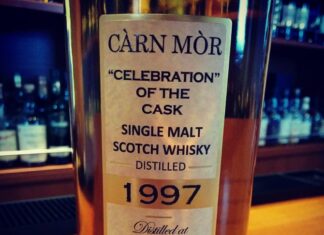 CÀRN MÒR
"CELEBRATION"
OF THE
CASK
SINGLE MALT
SCOTCH WHISKY
DISTILLED
1997
Distilled at